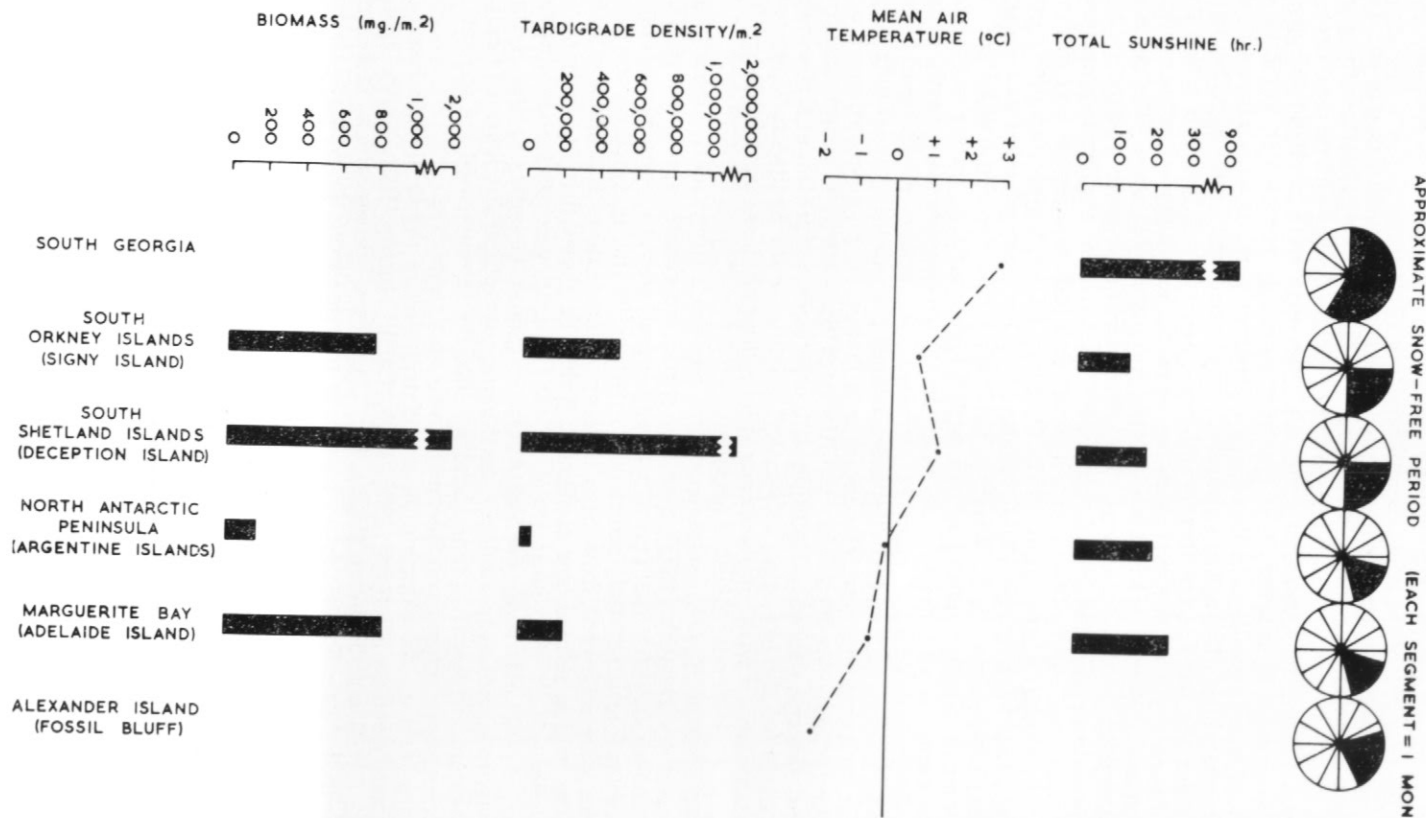 BIOMASS (mg./m.²)
TARDIGRADE DENSITY/m.²
MEAN AIR
TEMPERATURE (ºC)
TOTAL SUNSHINE (hr.)
0
200
400
600
800
1,000
2,000
0
200,000
400,000
600,000
800,000
1,000,000
2,000,000
−2
−1
0
+1
+2
+3
0
100
200
300
900
SOUTH GEORGIA
SOUTH
ORKNEY ISLANDS
(SIGNY ISLAND)
SOUTH
SHETLAND ISLANDS
(DECEPTION ISLAND)
NORTH ANTARCTIC
PENINSULA
(ARGENTINE ISLANDS)
MARGUERITE BAY
(ADELAIDE ISLAND)
ALEXANDER ISLAND
(FOSSIL BLUFF)
APPROXIMATE SNOW-FREE PERIOD (EACH SEGMENT = 1 MON